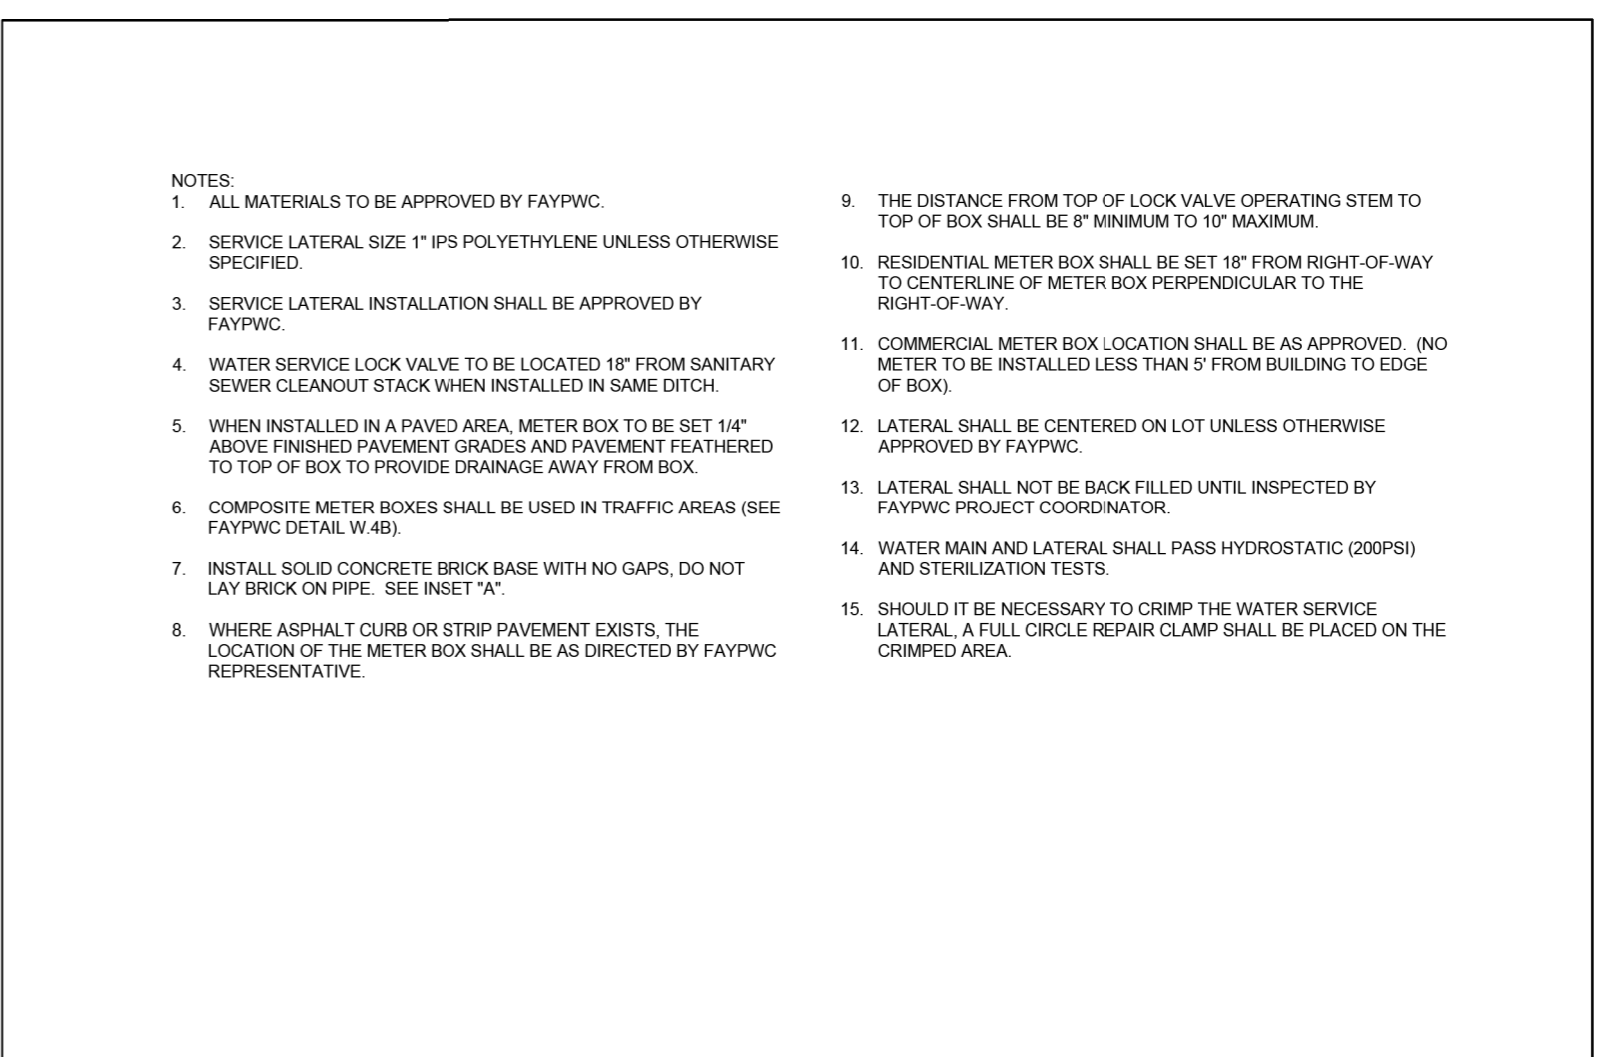 NOTES:
1. ALL MATERIALS TO BE APPROVED BY FAYPWC.
2. SERVICE LATERAL SIZE 1" IPS POLYETHYLENE UNLESS OTHERWISE
SPECIFIED.
3. SERVICE LATERAL INSTALLATION SHALL BE APPROVED BY
FAYPWC.
4. WATER SERVICE LOCK VALVE TO BE LOCATED 18" FROM SANITARY
SEWER CLEANOUT STACK WHEN INSTALLED IN SAME DITCH.
5. WHEN INSTALLED IN A PAVED AREA, METER BOX TO BE SET 1/4"
ABOVE FINISHED PAVEMENT GRADES AND PAVEMENT FEATHERED
TO TOP OF BOX TO PROVIDE DRAINAGE AWAY FROM BOX.
6. COMPOSITE METER BOXES SHALL BE USED IN TRAFFIC AREAS (SEE
FAYPWC DETAIL W.4B).
7. INSTALL SOLID CONCRETE BRICK BASE WITH NO GAPS, DO NOT
LAY BRICK ON PIPE. SEE INSET "A".
8. WHERE ASPHALT CURB OR STRIP PAVEMENT EXISTS, THE
LOCATION OF THE METER BOX SHALL BE AS DIRECTED BY FAYPWC
REPRESENTATIVE.
9. THE DISTANCE FROM TOP OF LOCK VALVE OPERATING STEM TO
TOP OF BOX SHALL BE 8" MINIMUM TO 10" MAXIMUM.
10. RESIDENTIAL METER BOX SHALL BE SET 18" FROM RIGHT-OF-WAY
TO CENTERLINE OF METER BOX PERPENDICULAR TO THE
RIGHT-OF-WAY.
11. COMMERCIAL METER BOX LOCATION SHALL BE AS APPROVED. (NO
METER TO BE INSTALLED LESS THAN 5' FROM BUILDING TO EDGE
OF BOX).
12. LATERAL SHALL BE CENTERED ON LOT UNLESS OTHERWISE
APPROVED BY FAYPWC.
13. LATERAL SHALL NOT BE BACK FILLED UNTIL INSPECTED BY
FAYPWC PROJECT COORDINATOR.
14. WATER MAIN AND LATERAL SHALL PASS HYDROSTATIC (200PSI)
AND STERILIZATION TESTS.
15. SHOULD IT BE NECESSARY TO CRIMP THE WATER SERVICE
LATERAL, A FULL CIRCLE REPAIR CLAMP SHALL BE PLACED ON THE
CRIMPED AREA.